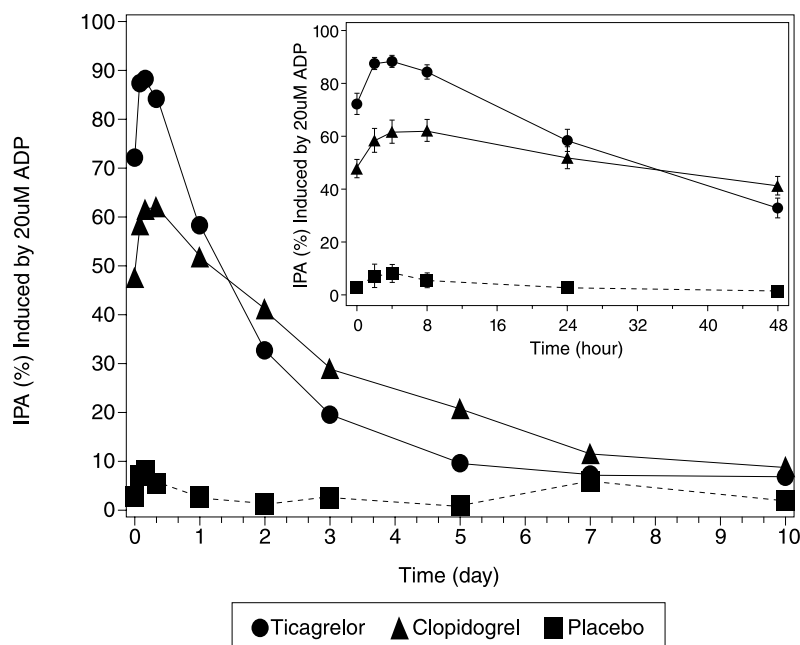 IPA (%) Induced by 20uM ADP
100
90
80
70
60
50
40
30
20
10
0
0 1 2 3 4 5 6 7 8 9 10
Time (day)
IPA (%) Induced by 20uM ADP
100
80
60
40
20
0
0 8 16 24 32 40 48
Time (hour)
Ticagrelor Clopidogrel Placebo